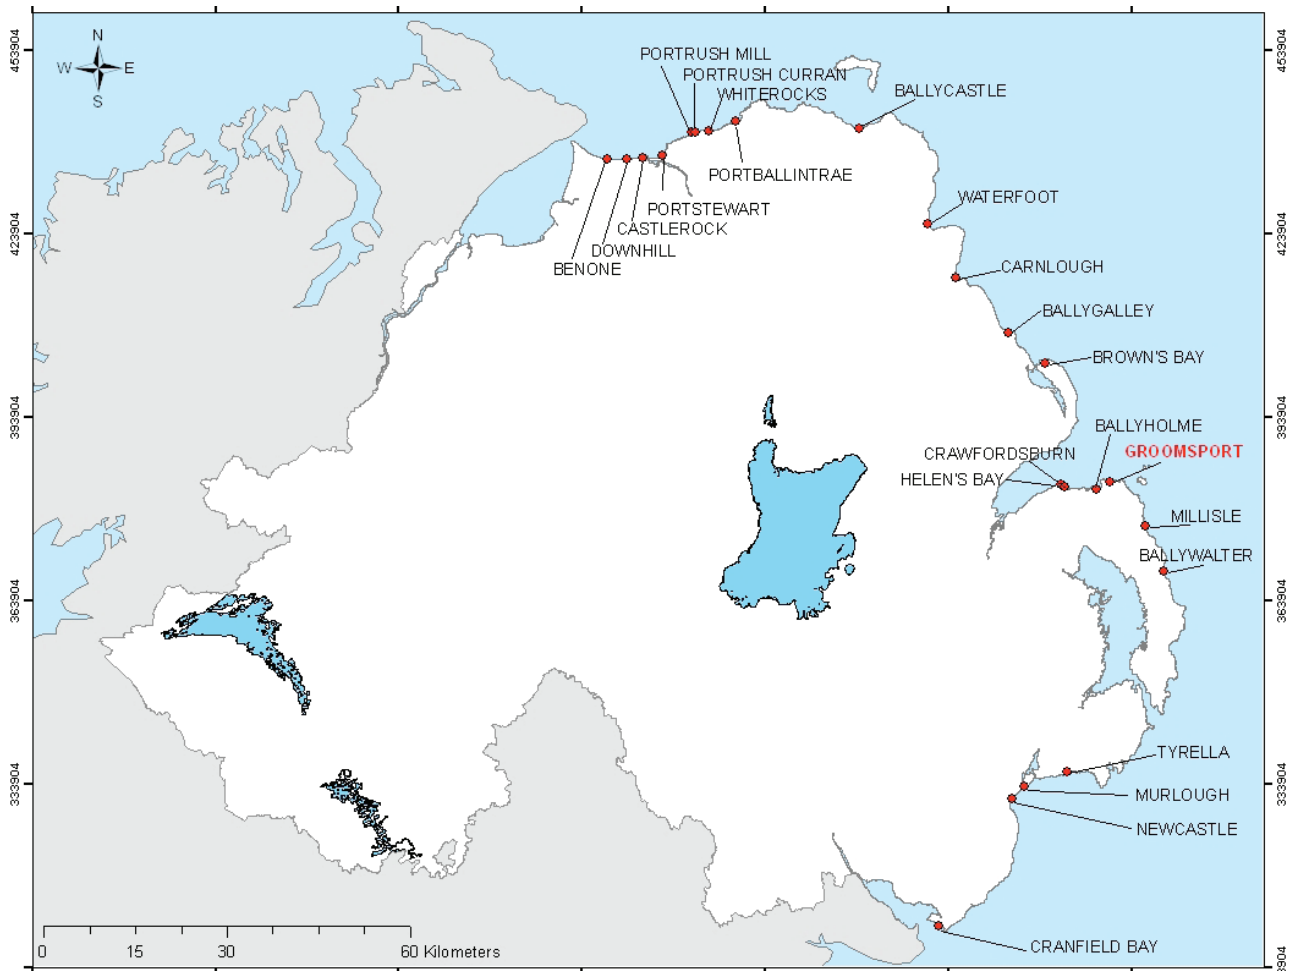 N
W E
S
453904
453904
PORTRUSH MILL
PORTRUSH CURRAN
WHITEROCKS
BALLYCASTLE
PORTBALLINTRAE
PORTSTEWART
CASTLEROCK
DOWNHILL
BENONE
WATERFOOT
423904
423904
CARNLOUGH
BALLYGALLEY
BROWN'S BAY
393904
393904
BALLYHOLME
CRAWFORDSBURN
GROOMSPORT
HELEN'S BAY
MILLISLE
BALLYWALTER
363904
363904
TYRELLA
333904
333904
MURLOUGH
NEWCASTLE
CRANFIELD BAY
0 15 30 60 Kilometers
3904